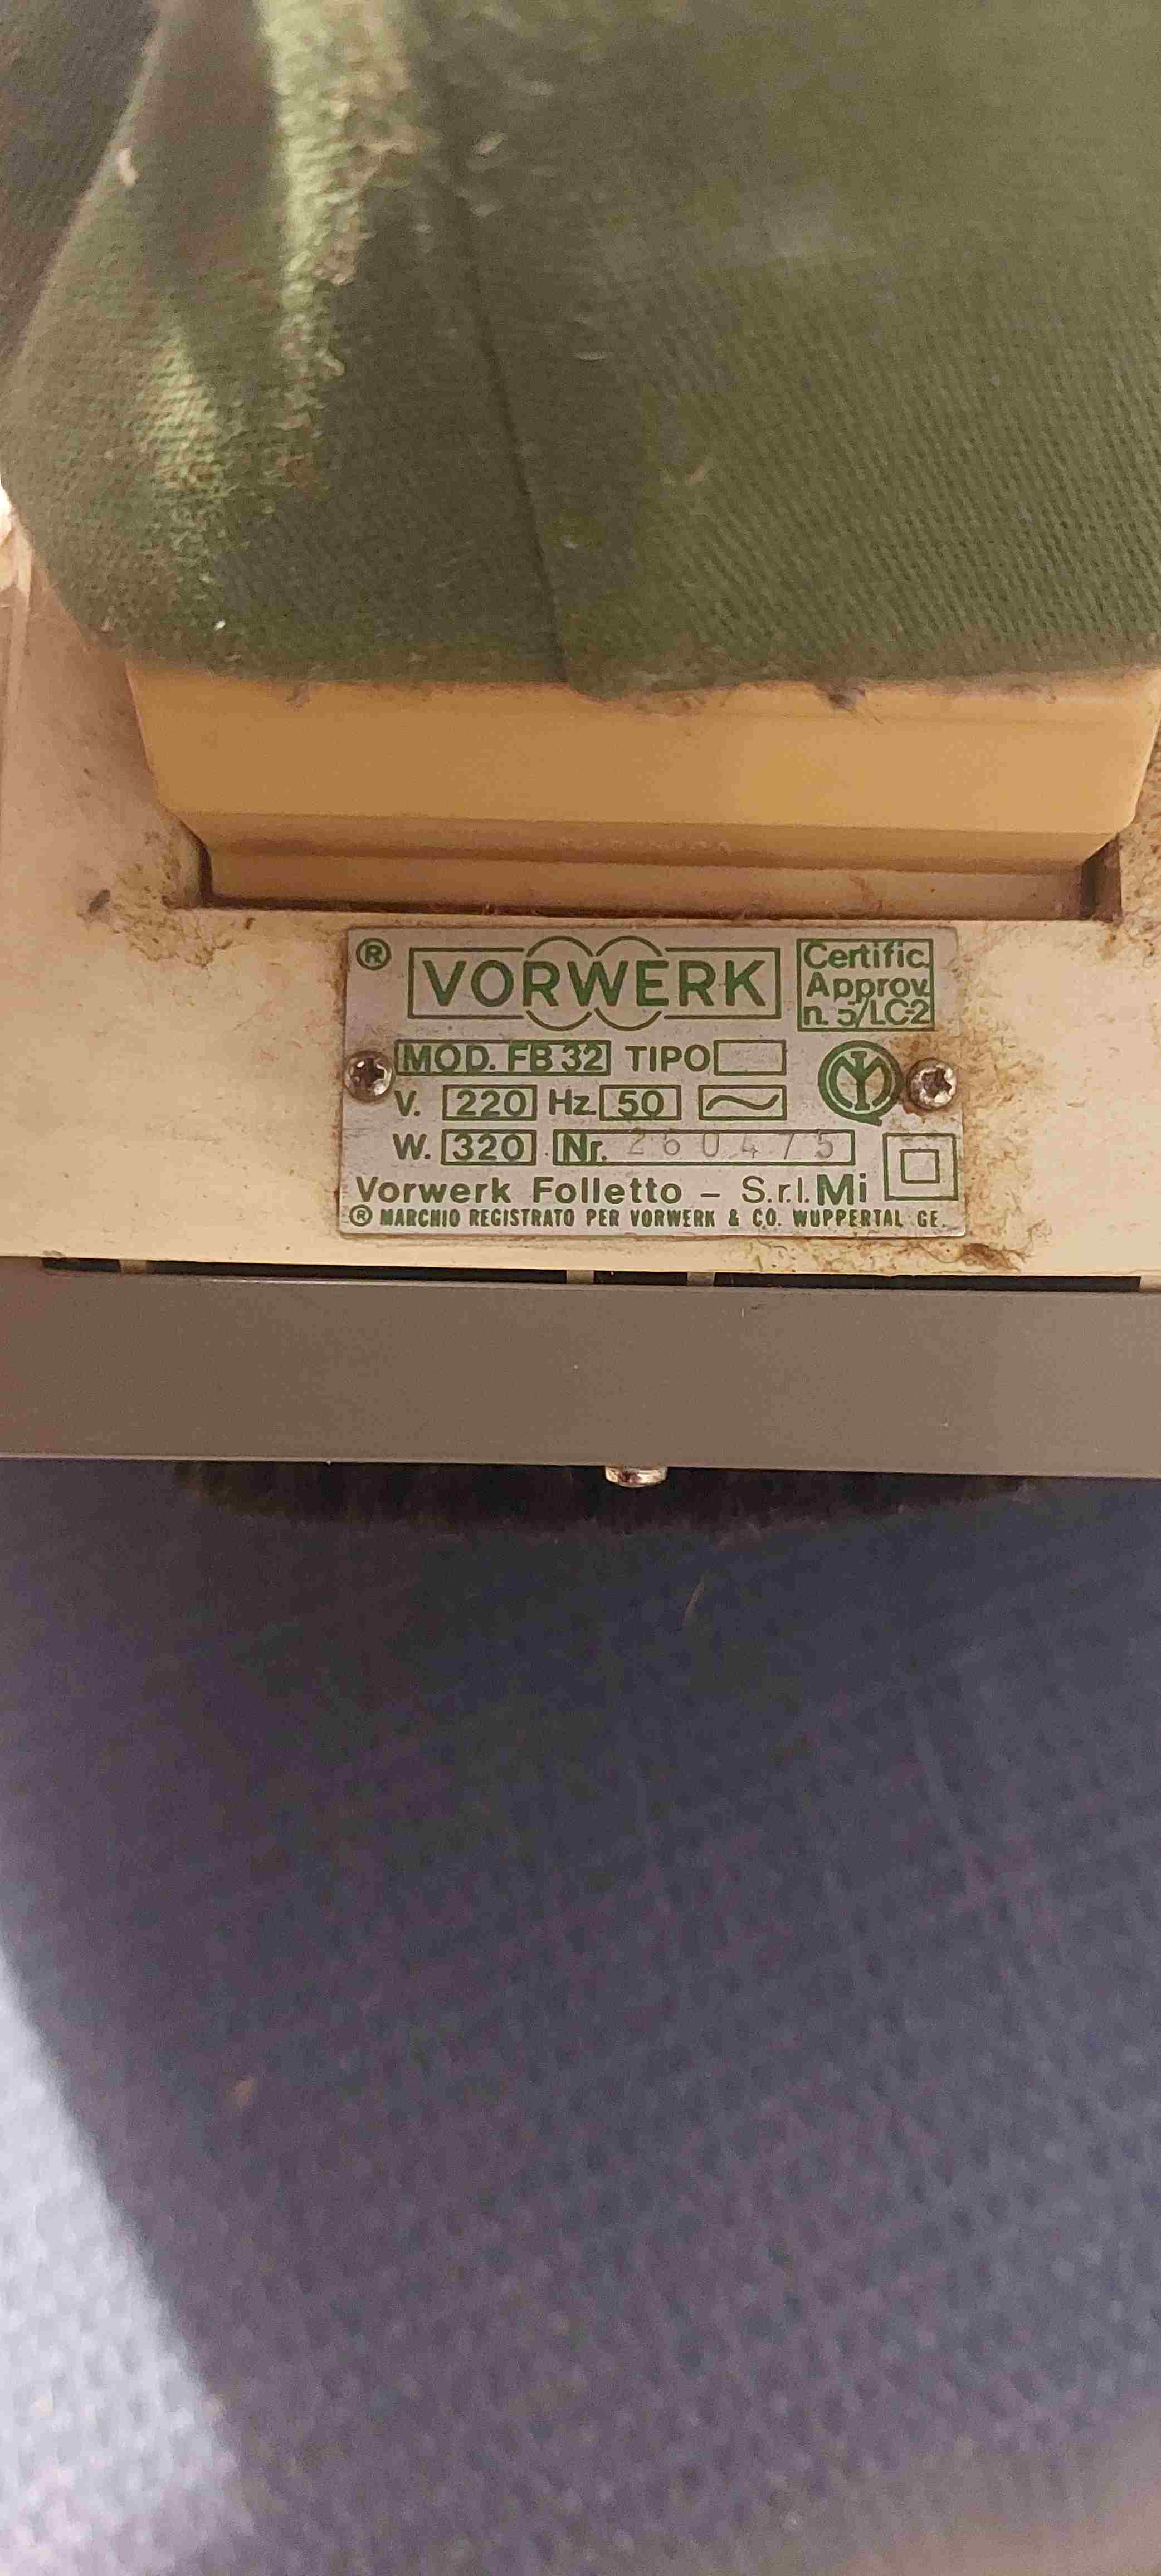 ® VORWERK
Certific.
Approv.
n. 5/LC-2
MOD. FB 32 TIPO
V. 220 Hz 50 ~
W. 320 Nr. 260475
Vorwerk Folletto – S.r.l. Mi
® MARCHIO REGISTRATO PER VORWERK & CO. WUPPERTAL GE.